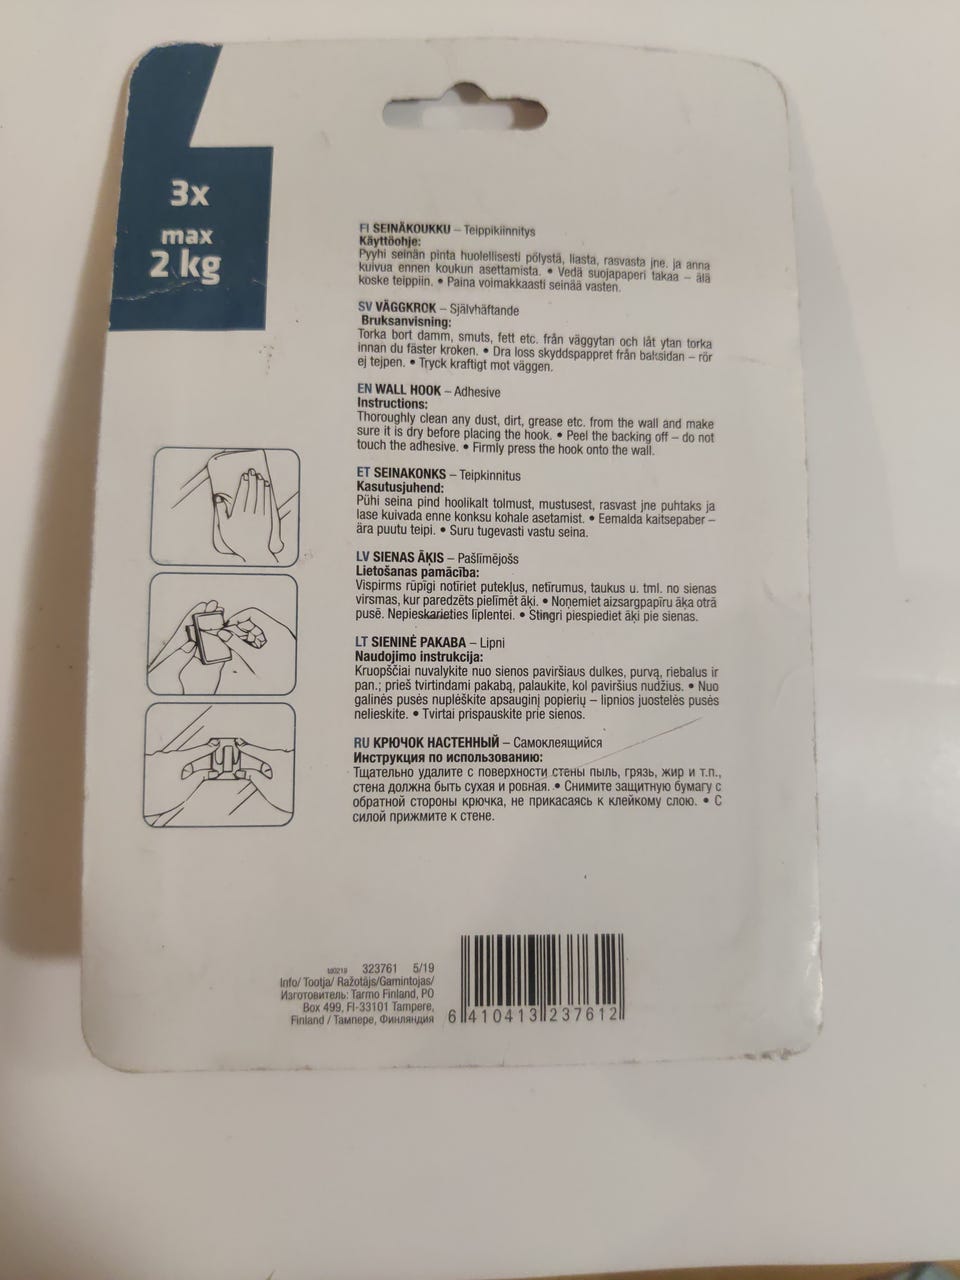 3x
max
2 kg
FI SEINÄKOUKKU – Teippikiinnitys
Käyttöohje:
Pyyhi seinän pinta huolellisesti pölystä, liasta, rasvasta jne. ja anna
kuivua ennen koukun asettamista. • Vedä suojapaperi takaa – älä
koske teippiin. • Paina voimakkaasti seinää vasten.
SV VÄGGKROK – Självhäftande
Bruksanvisning:
Torka bort damm, smuts, fett etc. från väggytan och låt ytan torka
innan du fäster kroken. • Dra loss skyddspappret från baksidan – rör
ej tejpen. • Tryck kraftigt mot väggen.
EN WALL HOOK – Adhesive
Instructions:
Thoroughly clean any dust, dirt, grease etc. from the wall and make
sure it is dry before placing the hook. • Peel the backing off – do not
touch the adhesive. • Firmly press the hook onto the wall.
ET SEINAKONKS – Teipkinnitus
Kasutusjuhend:
Pühi seina pind hoolikalt tolmust, mustusest, rasvast jne puhtaks ja
lase kuivada enne konksu kohale asetamist. • Eemalda kaitsepaber –
ära puutu teipi. • Suru tugevasti vastu seina.
LV SIENAS ĀĶIS – Pašlīmējošs
Lietošanas pamācība:
Vispirms rūpīgi notīriet putekļus, netīrumus, taukus u. tml. no sienas
virsmas, kur paredzēts pielīmēt āķi. • Noņemiet aizsargpapīru āķa otrā
pusē. Nepieskarieties līplentei. • Stingri piespiediet āķi pie sienas.
LT SIENINĖ PAKABA – Lipni
Naudojimo instrukcija:
Kruopščiai nuvalykite nuo sienos paviršiaus dulkes, purvą, riebalus ir
pan.; prieš tvirtindami pakabą, palaukite, kol paviršius nudžius. • Nuo
galinės pusės nuplėškite apsauginį popierių – lipnios juostelės pusės
nelieskite. • Tvirtai prispauskite prie sienos.
RU КРЮЧОК НАСТЕННЫЙ – Самоклеящийся
Инструкция по использованию:
Тщательно удалите с поверхности стены пыль, грязь, жир и т.п.,
стена должна быть сухая и ровная. • Снимите защитную бумагу с
обратной стороны крючка, не прикасаясь к клейкому слою. • С
силой прижмите к стене.
323761 5/19
Info/ Tootja/ Ražotājs/Gamintojas/
Изготовитель: Tarmo Finland, PO
Box 499, FI-33101 Tampere,
Finland / Тампере, Финляндия
6 410413 237612